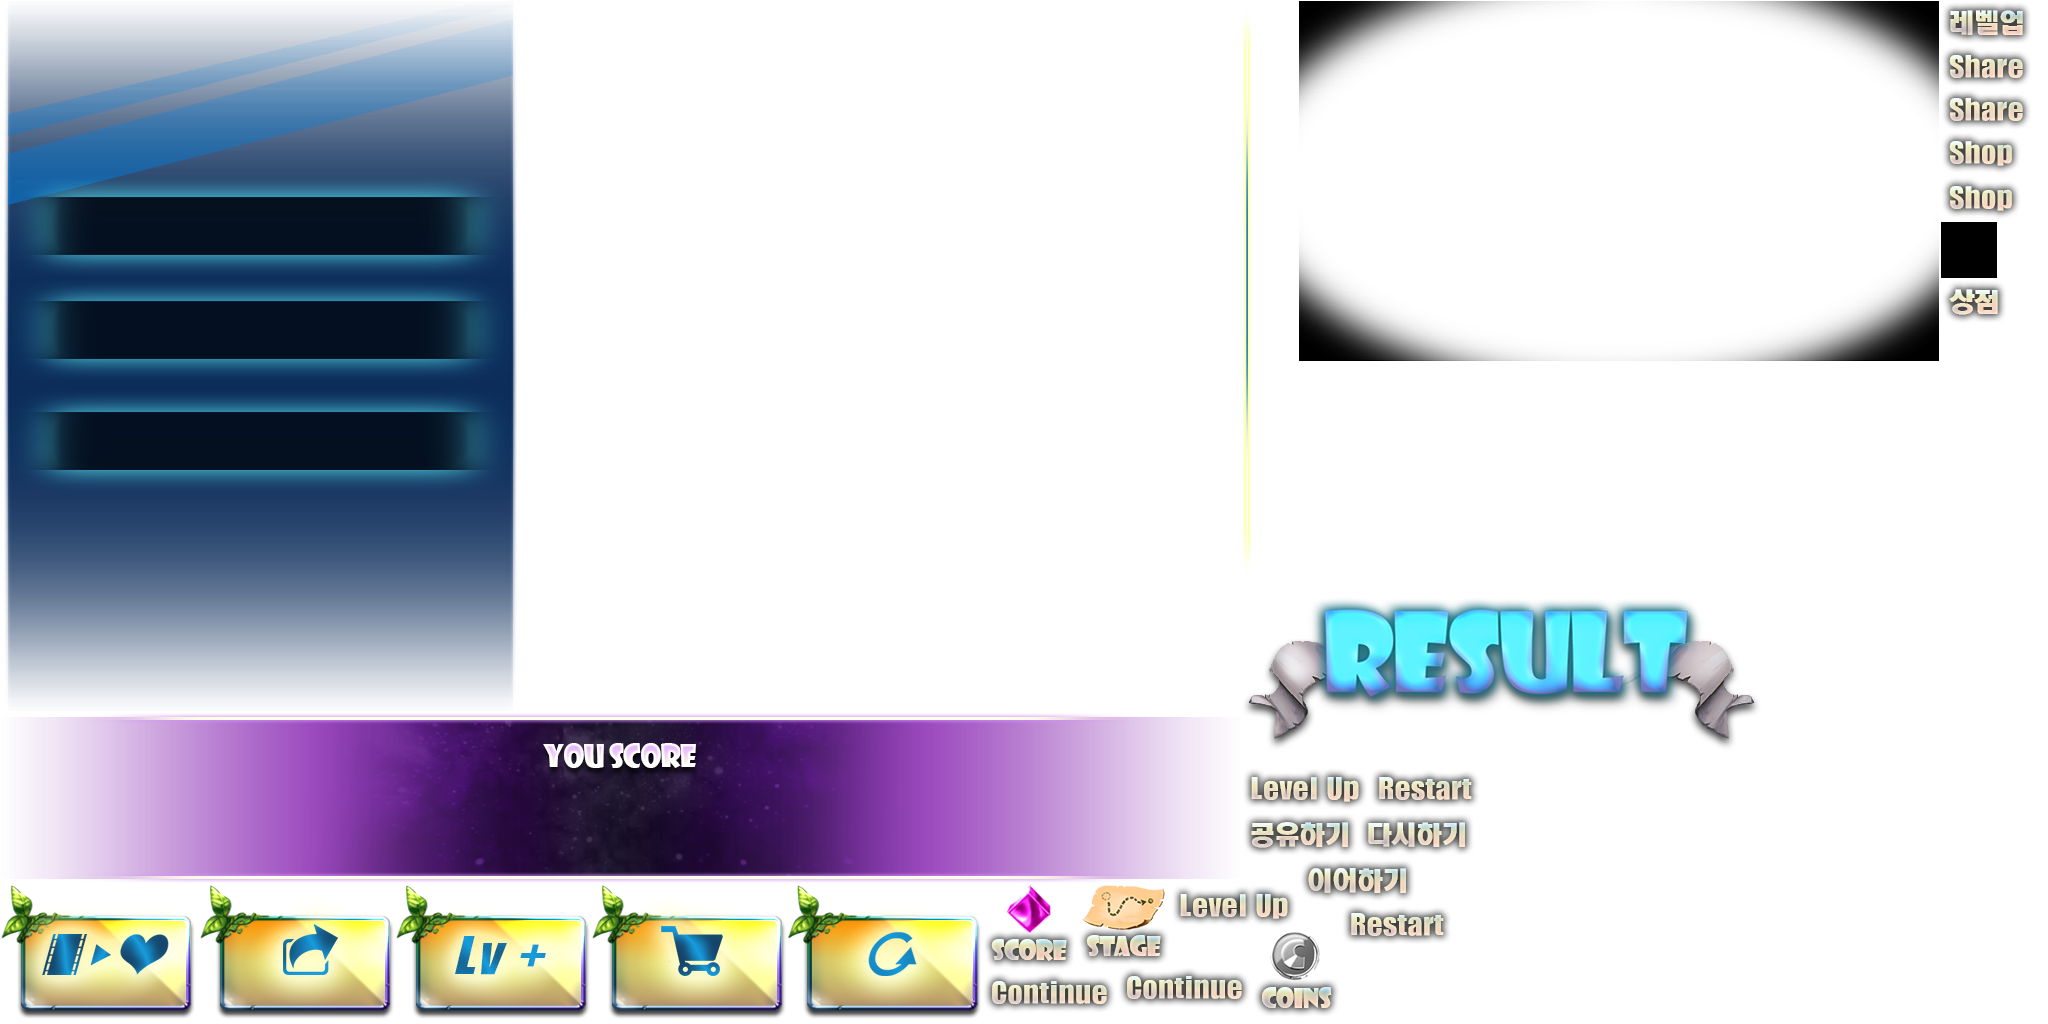 레벨업
Share
Share
Shop
Shop
상점
RESULT
YOU SCORE
Level Up Restart
공유하기 다시하기
이어하기
Level Up
Restart
Lv +
SCORE
STAGE
Continue
Continue
COINS